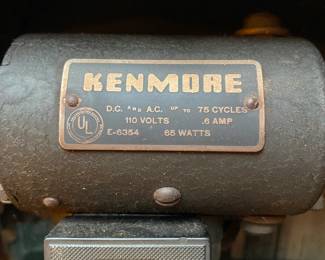 KENMORE
D.C. AND A.C. UP TO 75 CYCLES
110 VOLTS .6 AMP
UL
E-6354 65 WATTS